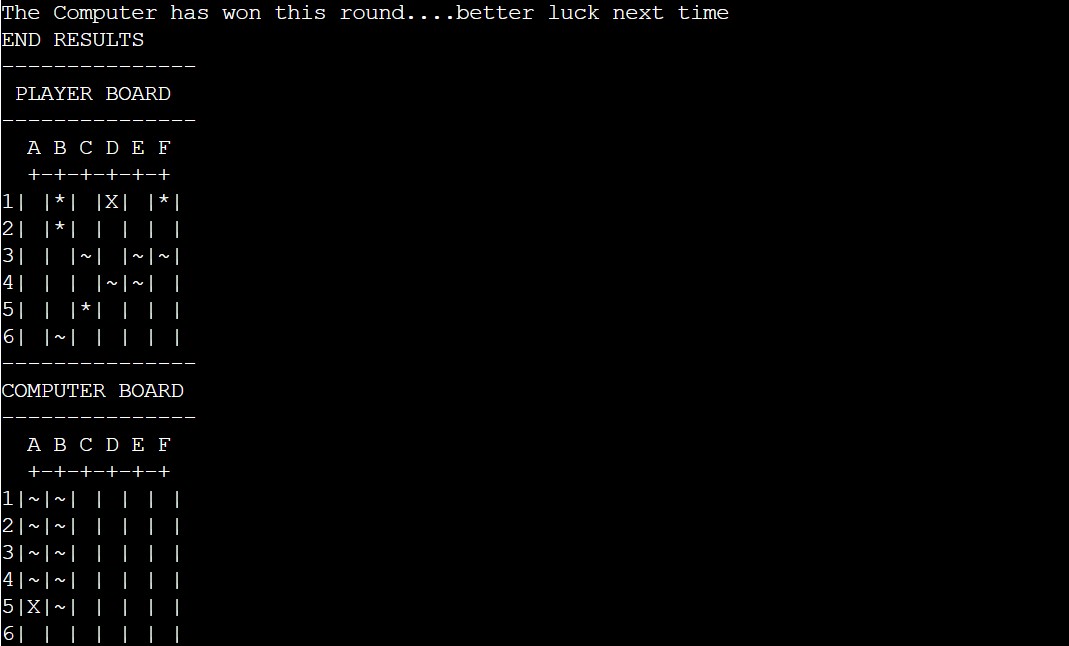 The Computer has won this round....better luck next time
END RESULTS
---------------
 PLAYER BOARD
---------------
  A B C D E F
  +-+-+-+-+-+
1| |*| |X| |*|
2| |*| | | | |
3| | |~| |~|~|
4| | | |~|~| |
5| | |*| | | |
6| |~| | | | |
---------------
COMPUTER BOARD
---------------
  A B C D E F
  +-+-+-+-+-+
1|~|~| | | | |
2|~|~| | | | |
3|~|~| | | | |
4|~|~| | | | |
5|X|~| | | | |
6| | | | | | |